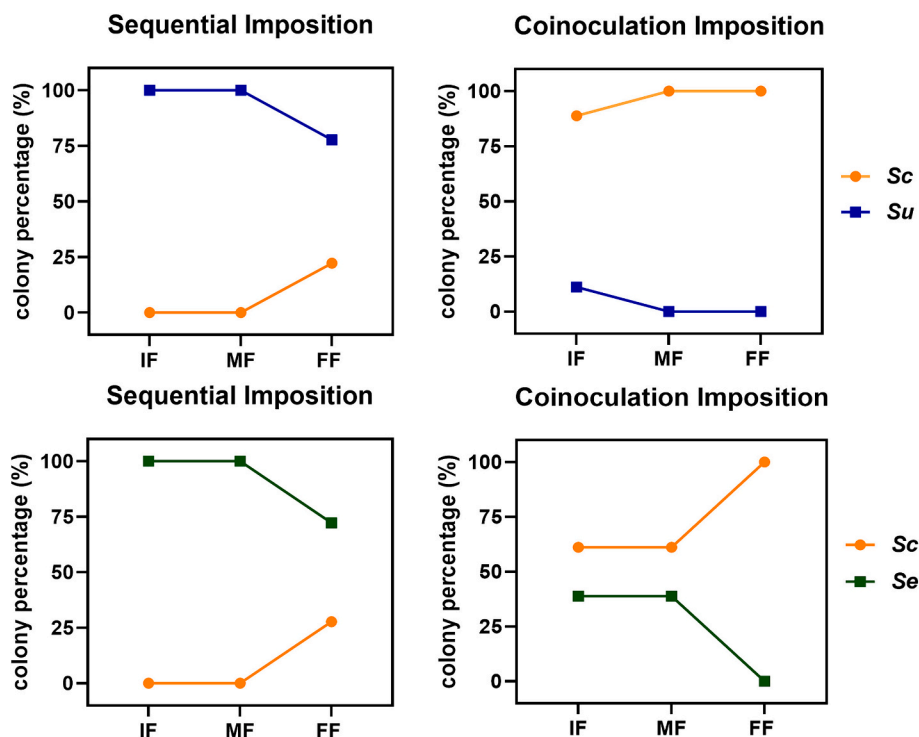 Sequential Imposition
Coinoculation Imposition
colony percentage (%)
100
75
50
25
0
IF MF FF
colony percentage (%)
100
75
50
25
0
IF MF FF
Sc
Su
Sequential Imposition
Coinoculation Imposition
colony percentage (%)
100
75
50
25
0
IF MF FF
colony percentage (%)
100
75
50
25
0
IF MF FF
Sc
Se